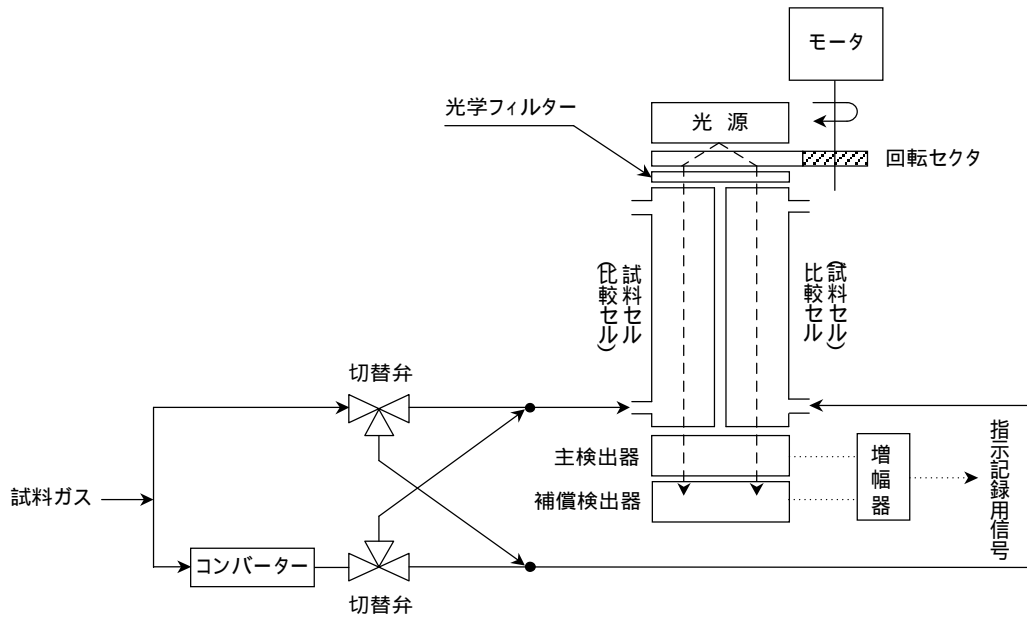 モータ
光学フィルター
光 源
回転セクタ
試料セル
(比較セル)
(試料セル)
比較セル
切替弁
主検出器
補償検出器
増幅器
指示記録用信号
試料ガス
コンバーター
切替弁